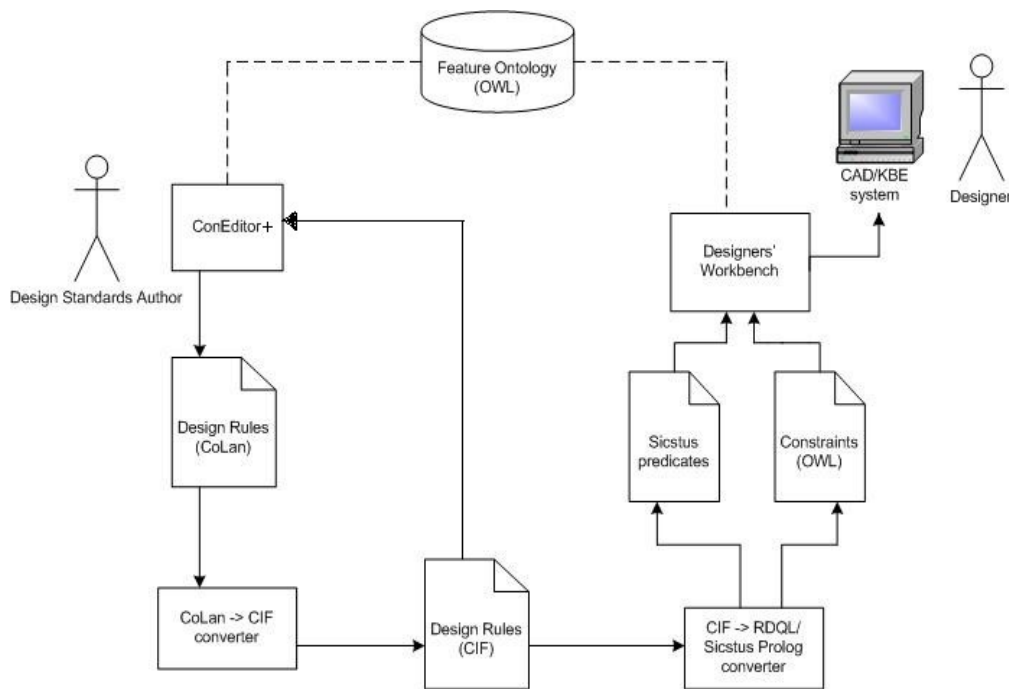 Feature Ontology
(OWL)
CAD/KBE
system
Designer
ConEditor+
Designers'
Workbench
Design Standards Author
Design Rules
(CoLan)
Sicstus
predicates
Constraints
(OWL)
CoLan -> CIF
converter
Design Rules
(CIF)
CIF -> RDQL/
Sicstus Prolog
converter